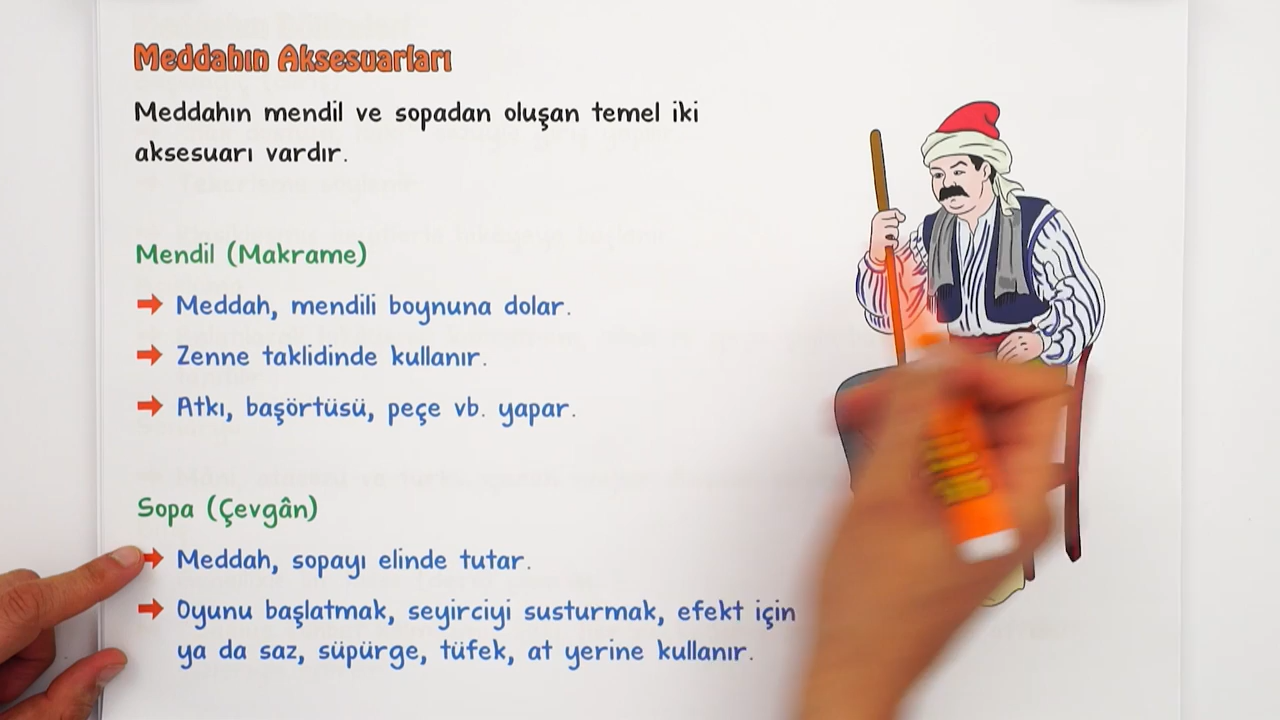 Meddahın Aksesuarları
Meddahın mendil ve sopadan oluşan temel iki
aksesuarı vardır.
Mendil (Makrame)
Meddah, mendili boynuna dolar.
Zenne taklidinde kullanır.
Atkı, başörtüsü, peçe vb. yapar.
Sopa (Çevgân)
Meddah, sopayı elinde tutar.
Oyunu başlatmak, seyirciyi susturmak, efekt için
ya da saz, süpürge, tüfek, at yerine kullanır.